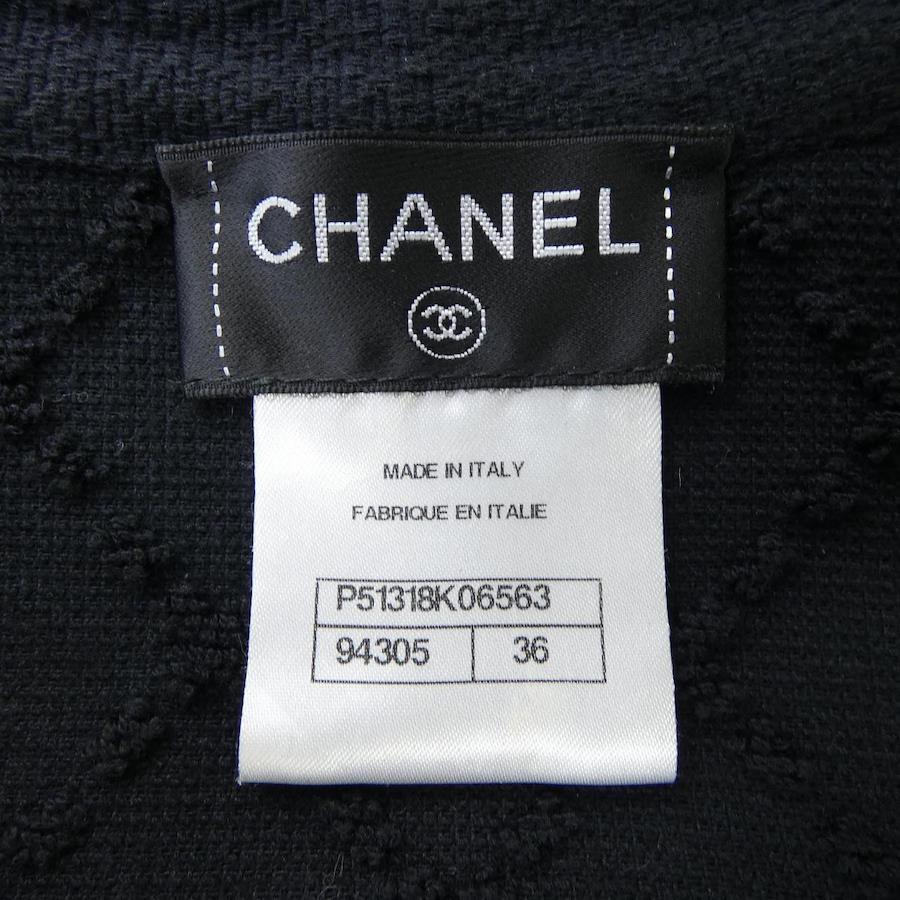 CHANEL
MADE IN ITALY
FABRIQUE EN ITALIE
P51318K06563
94305 36